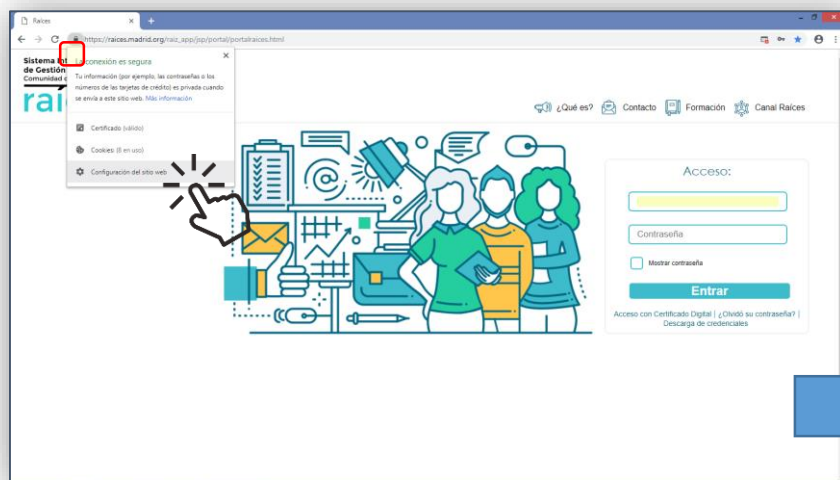 Raíces
https://raices.madrid.org/raiz_app/jsp/portal/portalraices.html
Sistema Int
de Gestión
Comunidad d
raí
La conexión es segura
Tu información (por ejemplo, las contraseñas o los
números de las tarjetas de crédito) es privada cuando
se envía a este sitio web. Más información
Certificado (válido)
Cookies (8 en uso)
Configuración del sitio web
¿Qué es?
Contacto
Formación
Canal Raíces
Acceso:
Contraseña
Mostrar contraseña
Entrar
Acceso con Certificado Digital | ¿Olvidó su contraseña? |
Descarga de credenciales